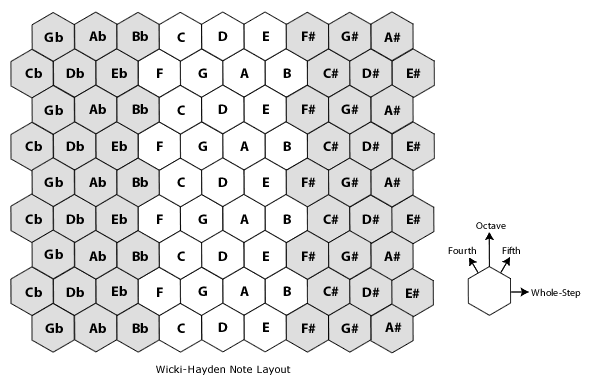 Gb Ab Bb C D E F# G# A#
Cb Db Eb F G A B C# D# E#
Gb Ab Bb C D E F# G# A#
Cb Db Eb F G A B C# D# E#
Gb Ab Bb C D E F# G# A#
Cb Db Eb F G A B C# D# E#
Gb Ab Bb C D E F# G# A#
Cb Db Eb F G A B C# D# E#
Gb Ab Bb C D E F# G# A#
Octave
Fourth Fifth
Whole-Step
Wicki-Hayden Note Layout